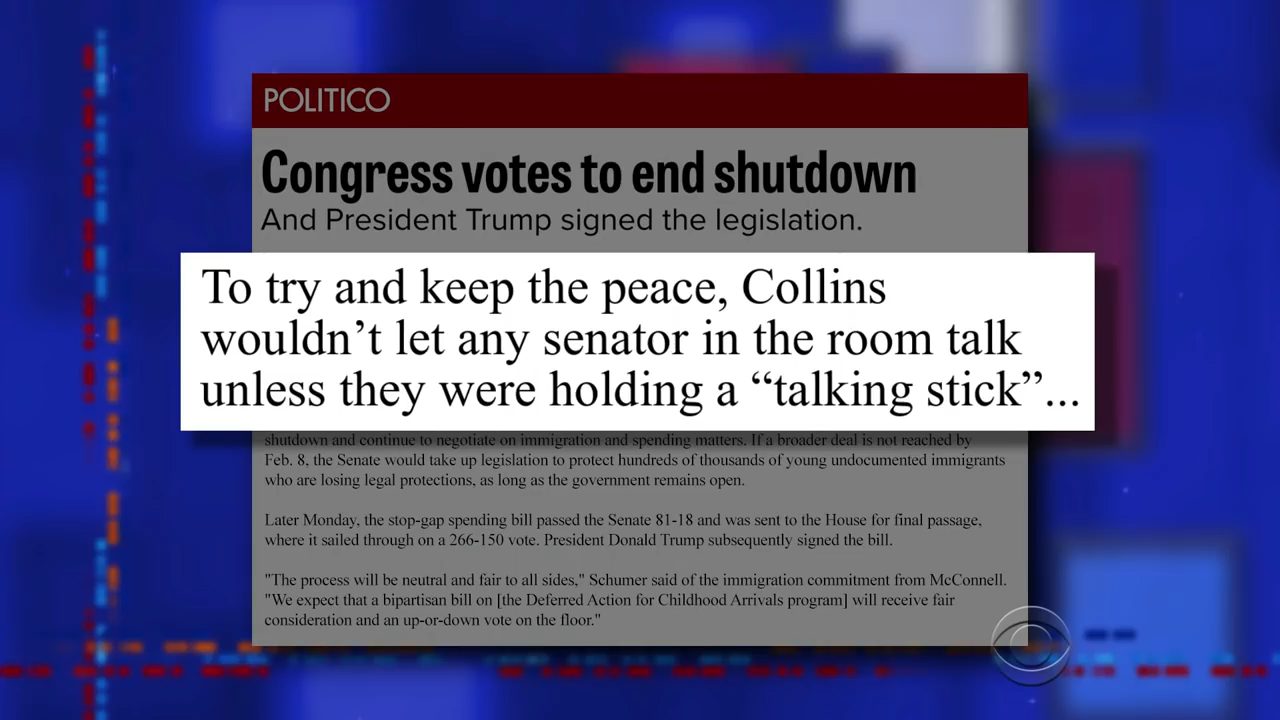 POLITICO
Congress votes to end shutdown
And President Trump signed the legislation.
To try and keep the peace, Collins
wouldn’t let any senator in the room talk
unless they were holding a “talking stick”...
shutdown and continue to negotiate on immigration and spending matters. If a broader deal is not reached by
Feb. 8, the Senate would take up legislation to protect hundreds of thousands of young undocumented immigrants
who are losing legal protections, as long as the government remains open.
Later Monday, the stop-gap spending bill passed the Senate 81-18 and was sent to the House for final passage,
where it sailed through on a 266-150 vote. President Donald Trump subsequently signed the bill.
"The process will be neutral and fair to all sides," Schumer said of the immigration commitment from McConnell.
"We expect that a bipartisan bill on [the Deferred Action for Childhood Arrivals program] will receive fair
consideration and an up-or-down vote on the floor."